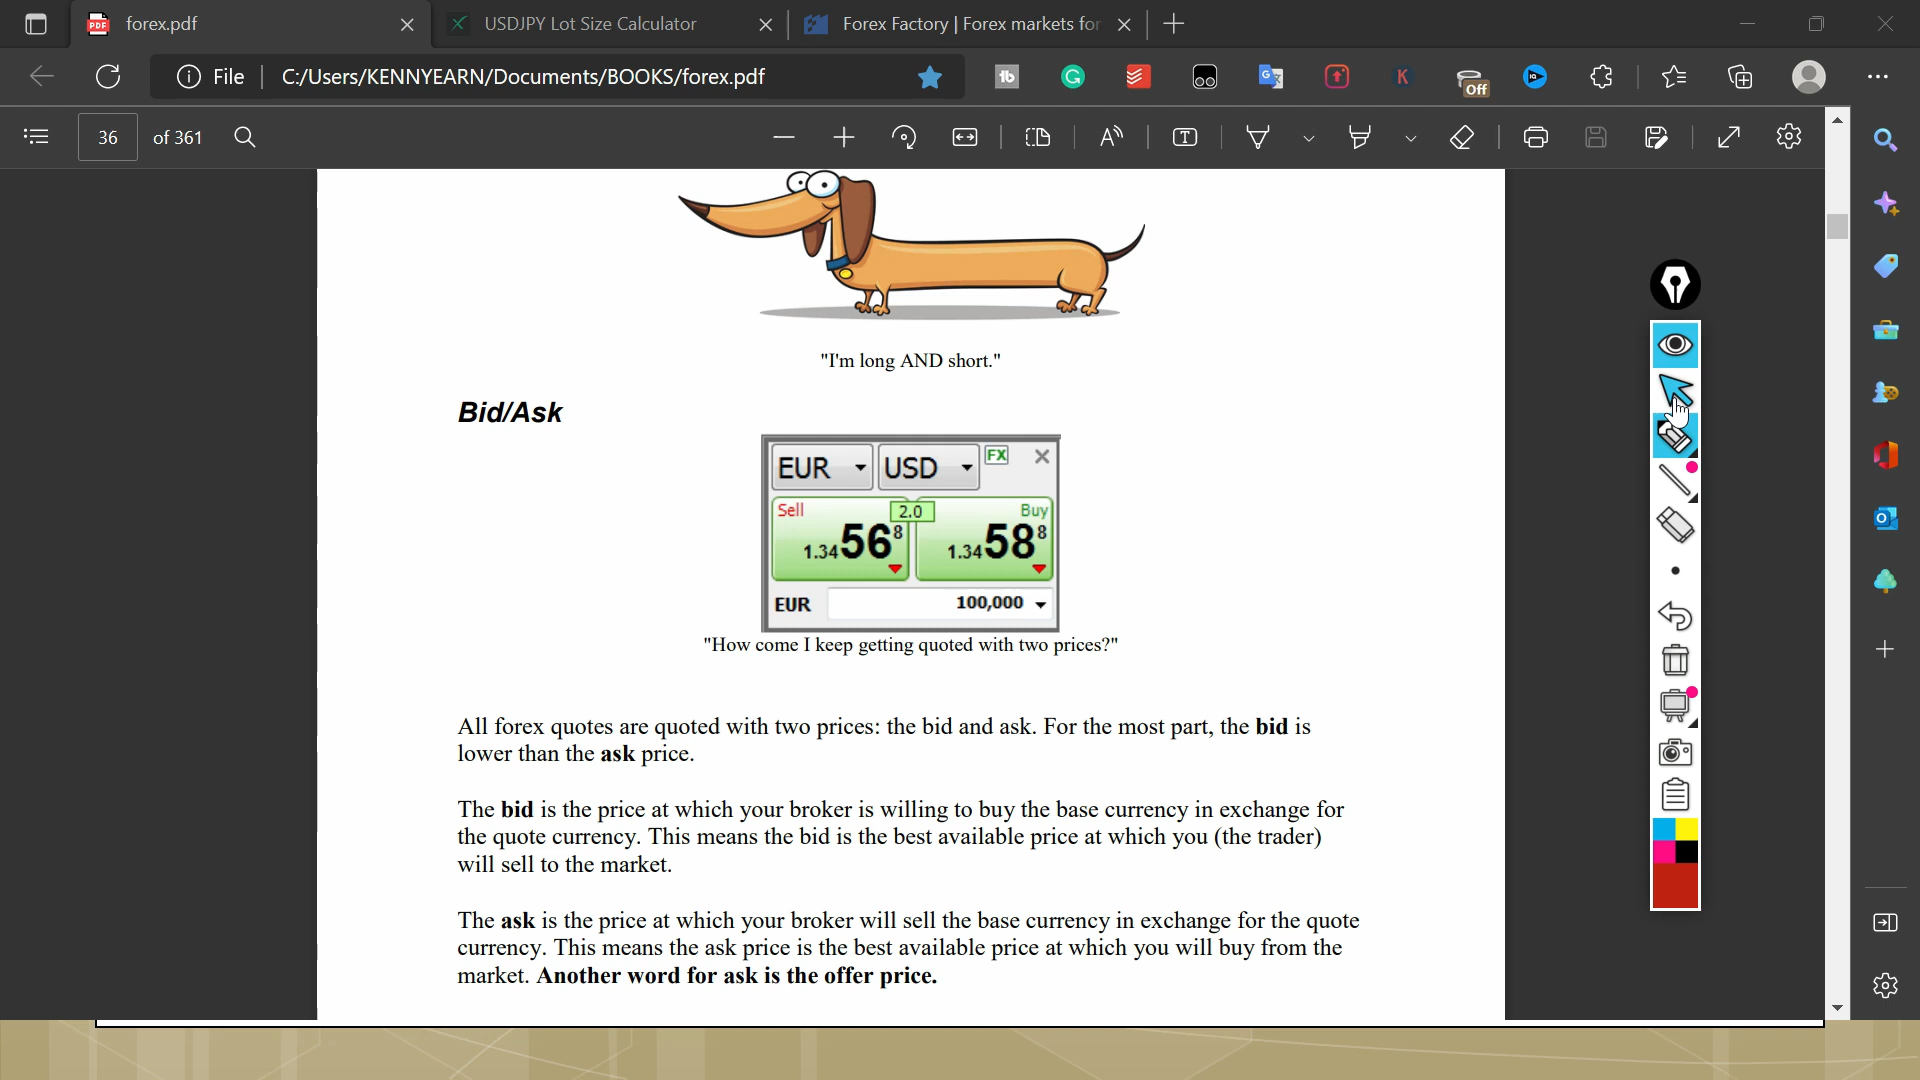 forex.pdf
USDJPY Lot Size Calculator
Forex Factory | Forex markets for
File
C:/Users/KENNYEARN/Documents/BOOKS/forex.pdf
Off
36 of 361
"I'm long AND short."
Bid/Ask
EUR USD FX
Sell 2.0 Buy
1.34568 1.34588
EUR 100,000
"How come I keep getting quoted with two prices?"
All forex quotes are quoted with two prices: the bid and ask. For the most part, the bid is
lower than the ask price.
The bid is the price at which your broker is willing to buy the base currency in exchange for
the quote currency. This means the bid is the best available price at which you (the trader)
will sell to the market.
The ask is the price at which your broker will sell the base currency in exchange for the quote
currency. This means the ask price is the best available price at which you will buy from the
market. Another word for ask is the offer price.